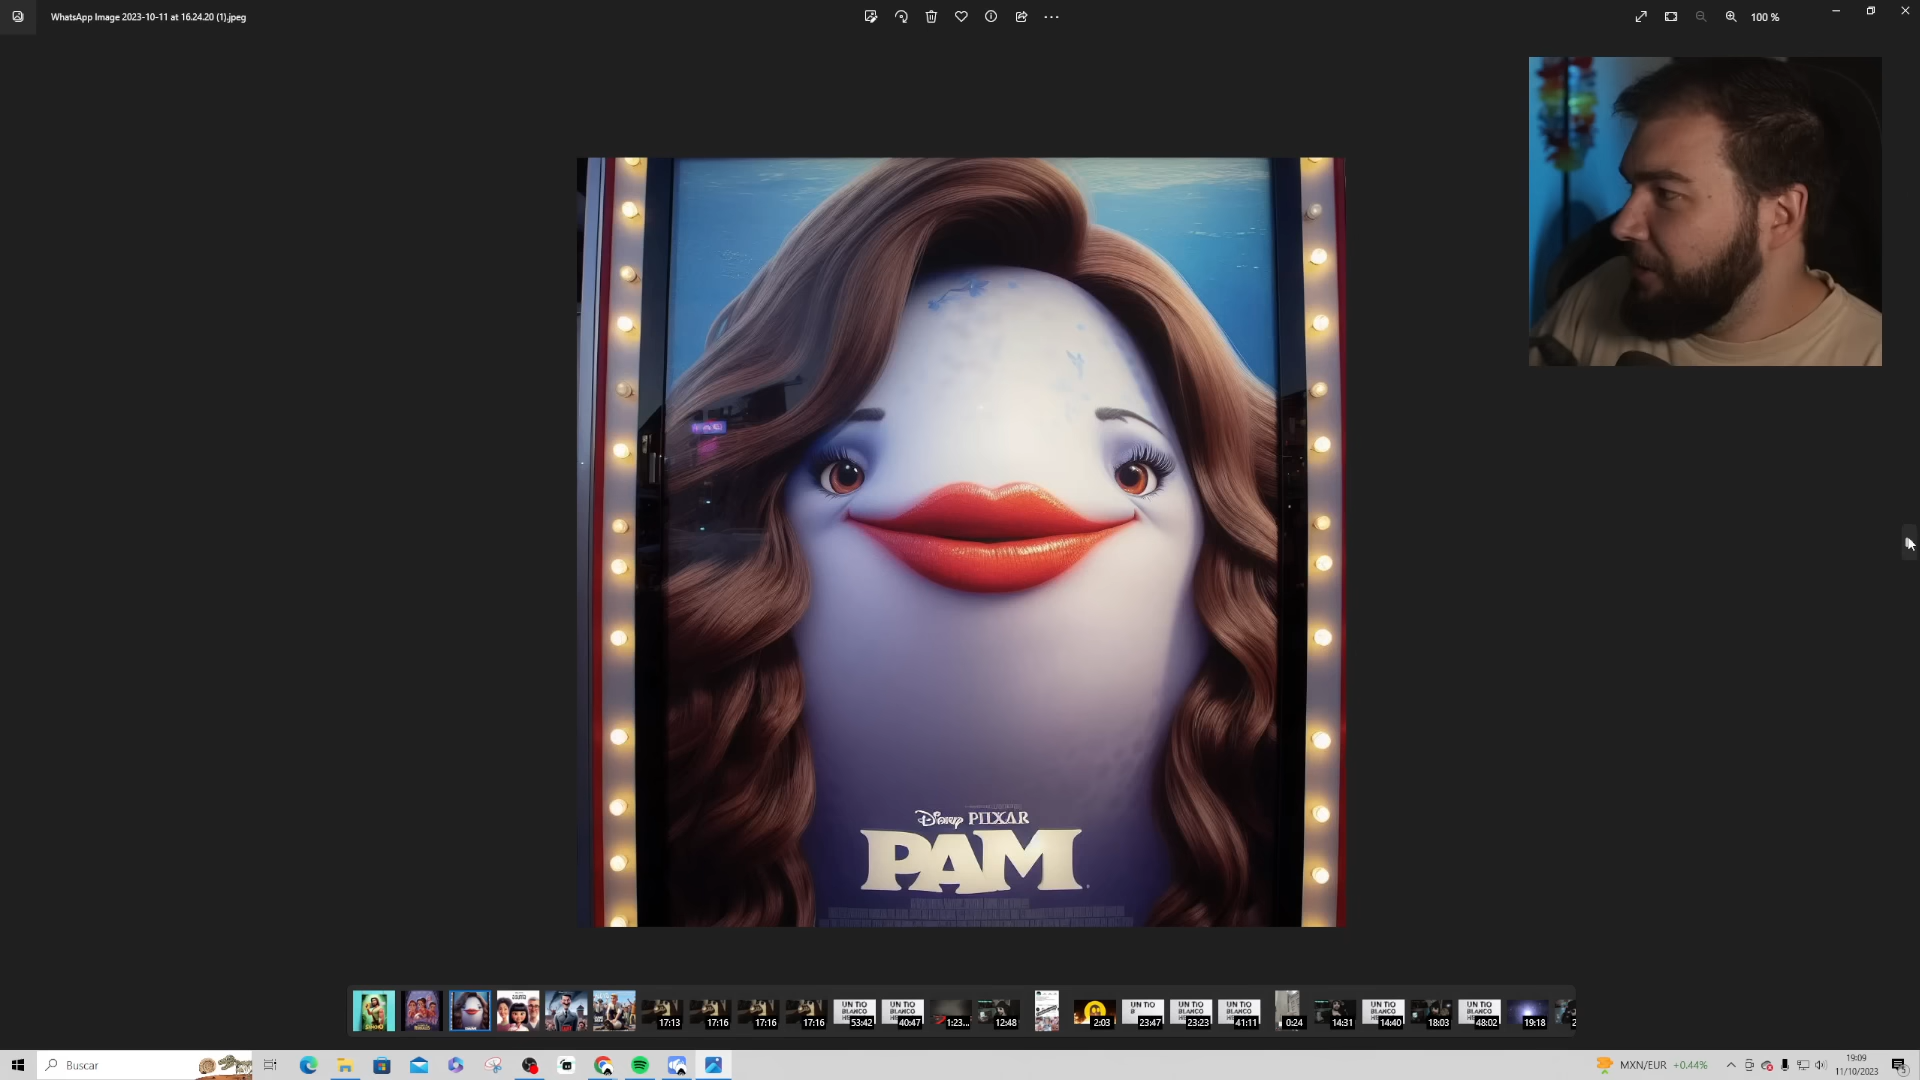 WhatsApp Image 2023-10-11 at 16.24.20 (1).jpeg
100 %
PIXAR
PAM
17:13
17:16
17:16
17:16
UN TIO
BLANCO
53:42
UN TIO
BLANCO
40:47
1:23...
12:48
2:03
UN TIO
23:47
UN TIO
BLANCO
23:23
UN TIO
BLANCO
41:11
0:24
14:31
UN TIO
BLANCO
14:40
18:03
UN TIO
BLANCO
48:02
19:18
2
Buscar
MXN/EUR +0.44%
19:09
11/10/2023